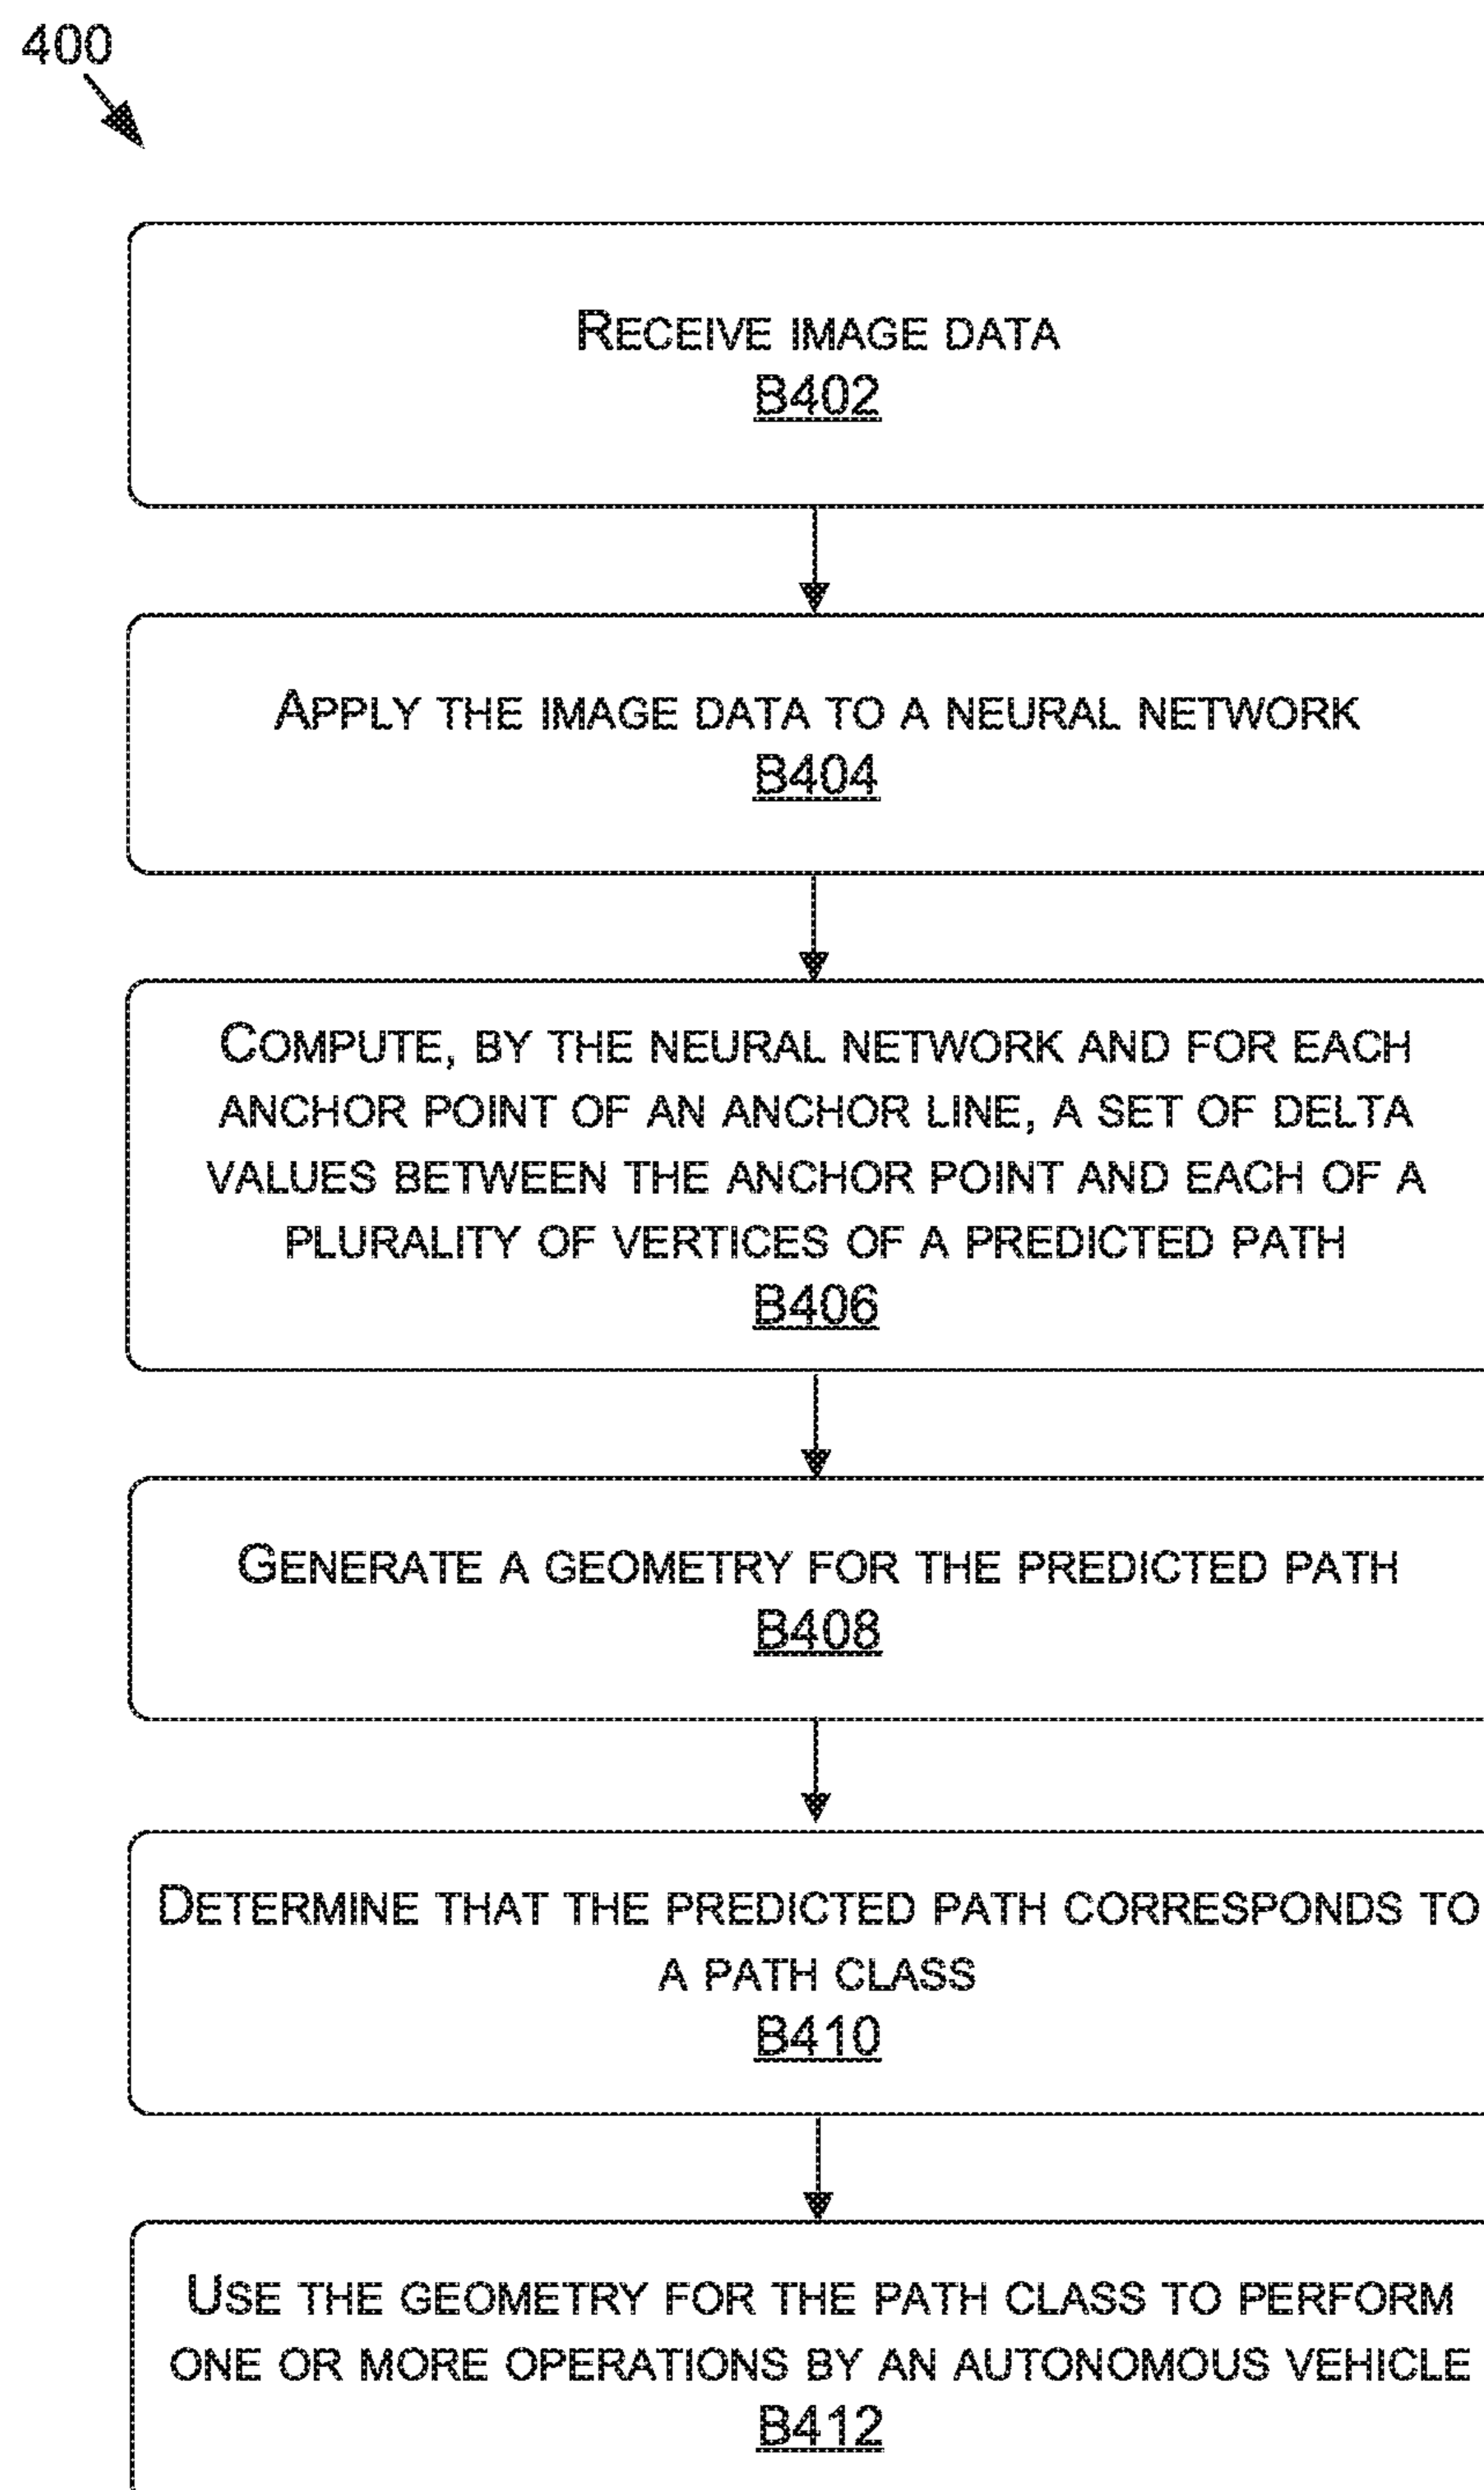 400
RECEIVE IMAGE DATA
B402
APPLY THE IMAGE DATA TO A NEURAL NETWORK
B404
COMPUTE, BY THE NEURAL NETWORK AND FOR EACH
ANCHOR POINT OF AN ANCHOR LINE, A SET OF DELTA
VALUES BETWEEN THE ANCHOR POINT AND EACH OF A
PLURALITY OF VERTICES OF A PREDICTED PATH
B406
GENERATE A GEOMETRY FOR THE PREDICTED PATH
B408
DETERMINE THAT THE PREDICTED PATH CORRESPONDS TO
A PATH CLASS
B410
USE THE GEOMETRY FOR THE PATH CLASS TO PERFORM
ONE OR MORE OPERATIONS BY AN AUTONOMOUS VEHICLE
B412